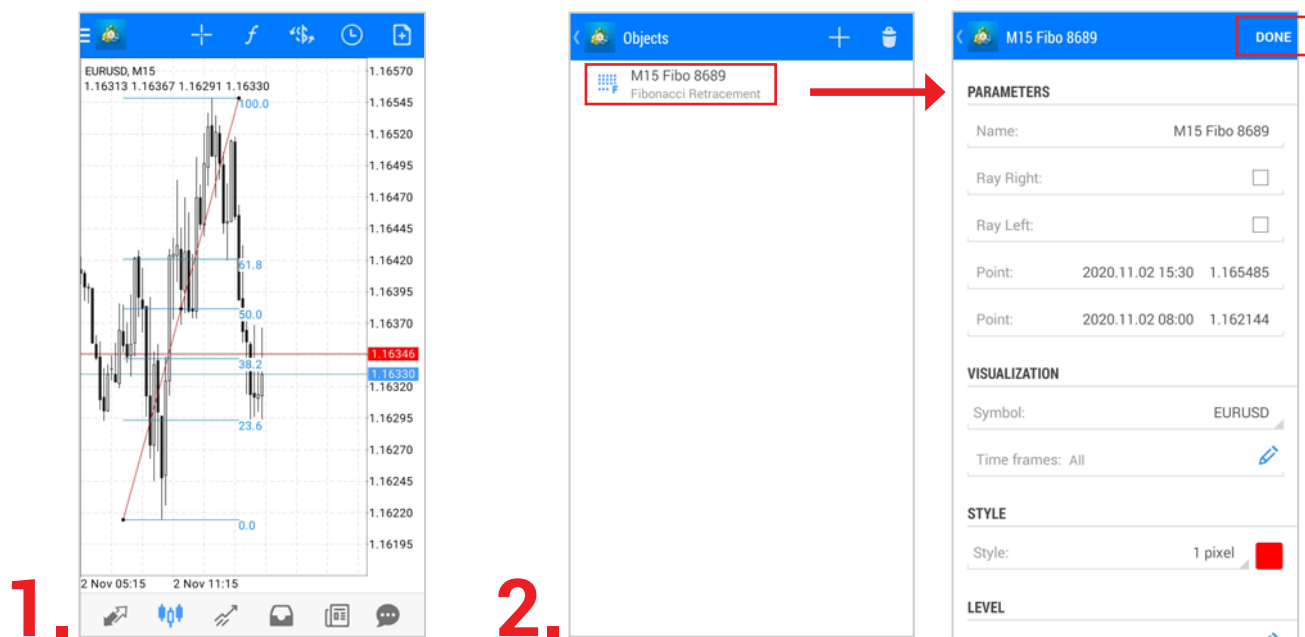 EURUSD, M15
1.16313 1.16367 1.16291 1.16330
100.0
61.8
50.0
38.2
23.6
0.0
1.16570
1.16545
1.16520
1.16495
1.16470
1.16445
1.16420
1.16395
1.16370
1.16346
1.16330
1.16320
1.16295
1.16270
1.16245
1.16220
1.16195
2 Nov 05:15 2 Nov 11:15
1.
Objects
M15 Fibo 8689
F
Fibonacci Retracement
2.
M15 Fibo 8689 DONE
PARAMETERS
Name: M15 Fibo 8689
Ray Right:
Ray Left:
Point: 2020.11.02 15:30 1.165485
Point: 2020.11.02 08:00 1.162144
VISUALIZATION
Symbol: EURUSD
Time frames: All
STYLE
Style: 1 pixel
LEVEL